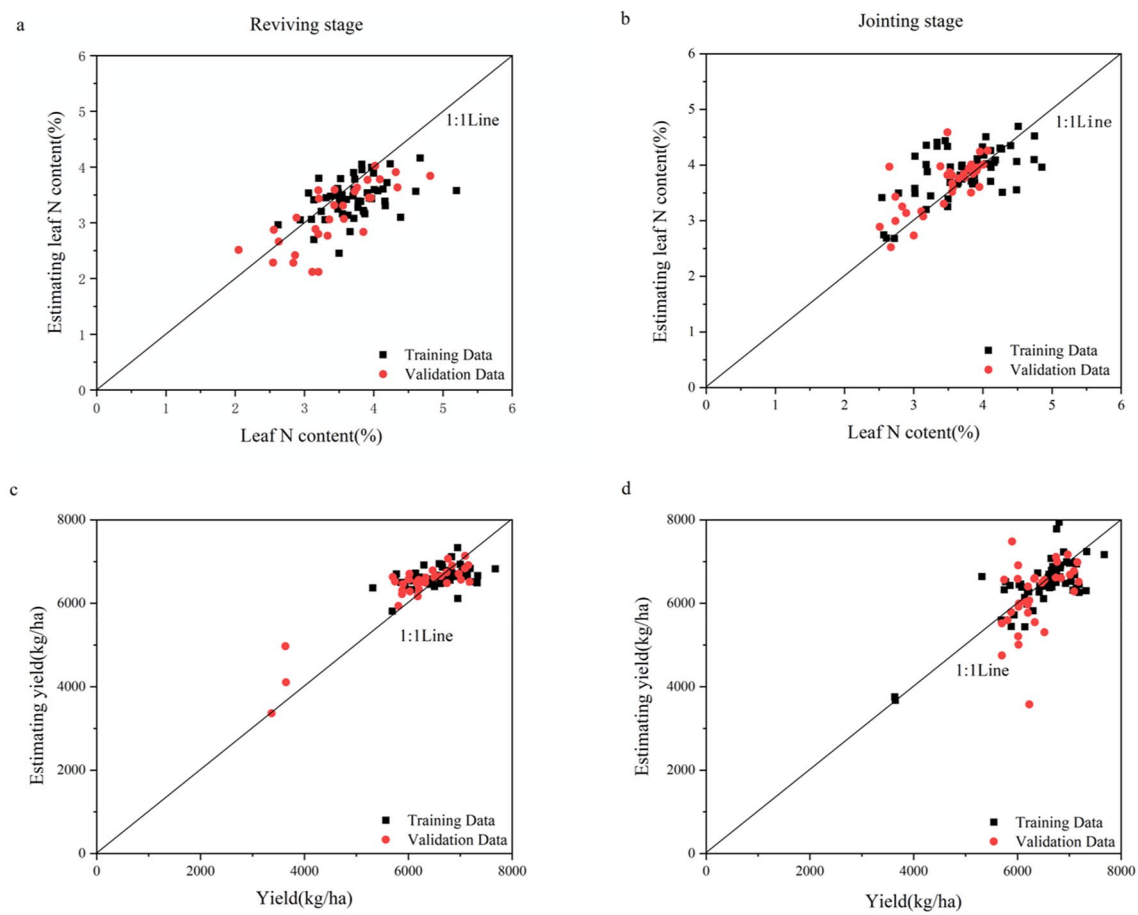 a
Reviving stage
6
5
4
3
2
1
0
Estimating leaf N content(%)
1:1Line
Training Data
Validation Data
0 1 2 3 4 5 6
Leaf N content(%)
b
Jointing stage
6
5
4
3
2
1
0
Estimating leaf N content(%)
1:1Line
Training Data
Validation Data
0 1 2 3 4 5 6
Leaf N cotent(%)
c
8000
6000
4000
2000
0
Estimating yield(kg/ha)
1:1Line
Training Data
Validation Data
0 2000 4000 6000 8000
Yield(kg/ha)
d
8000
6000
4000
2000
0
Estimating yield(kg/ha)
1:1Line
Training Data
Validation Data
0 2000 4000 6000 8000
Yield(kg/ha)